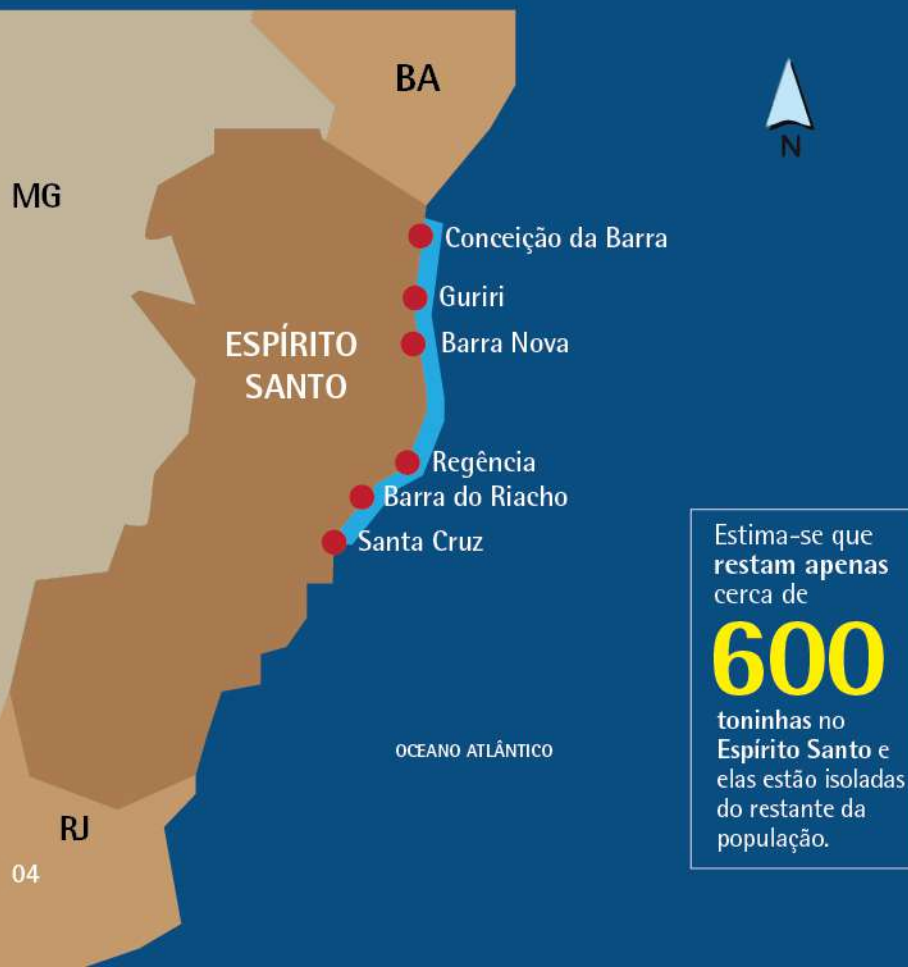 BA
N
MG
Conceição da Barra
Guriri
Barra Nova
ESPÍRITO
SANTO
Regência
Barra do Riacho
Santa Cruz
Estima-se que
restam apenas
cerca de
600
toninhas no
Espírito Santo e
elas estão isoladas
do restante da
população.
OCEANO ATLÂNTICO
RJ
04